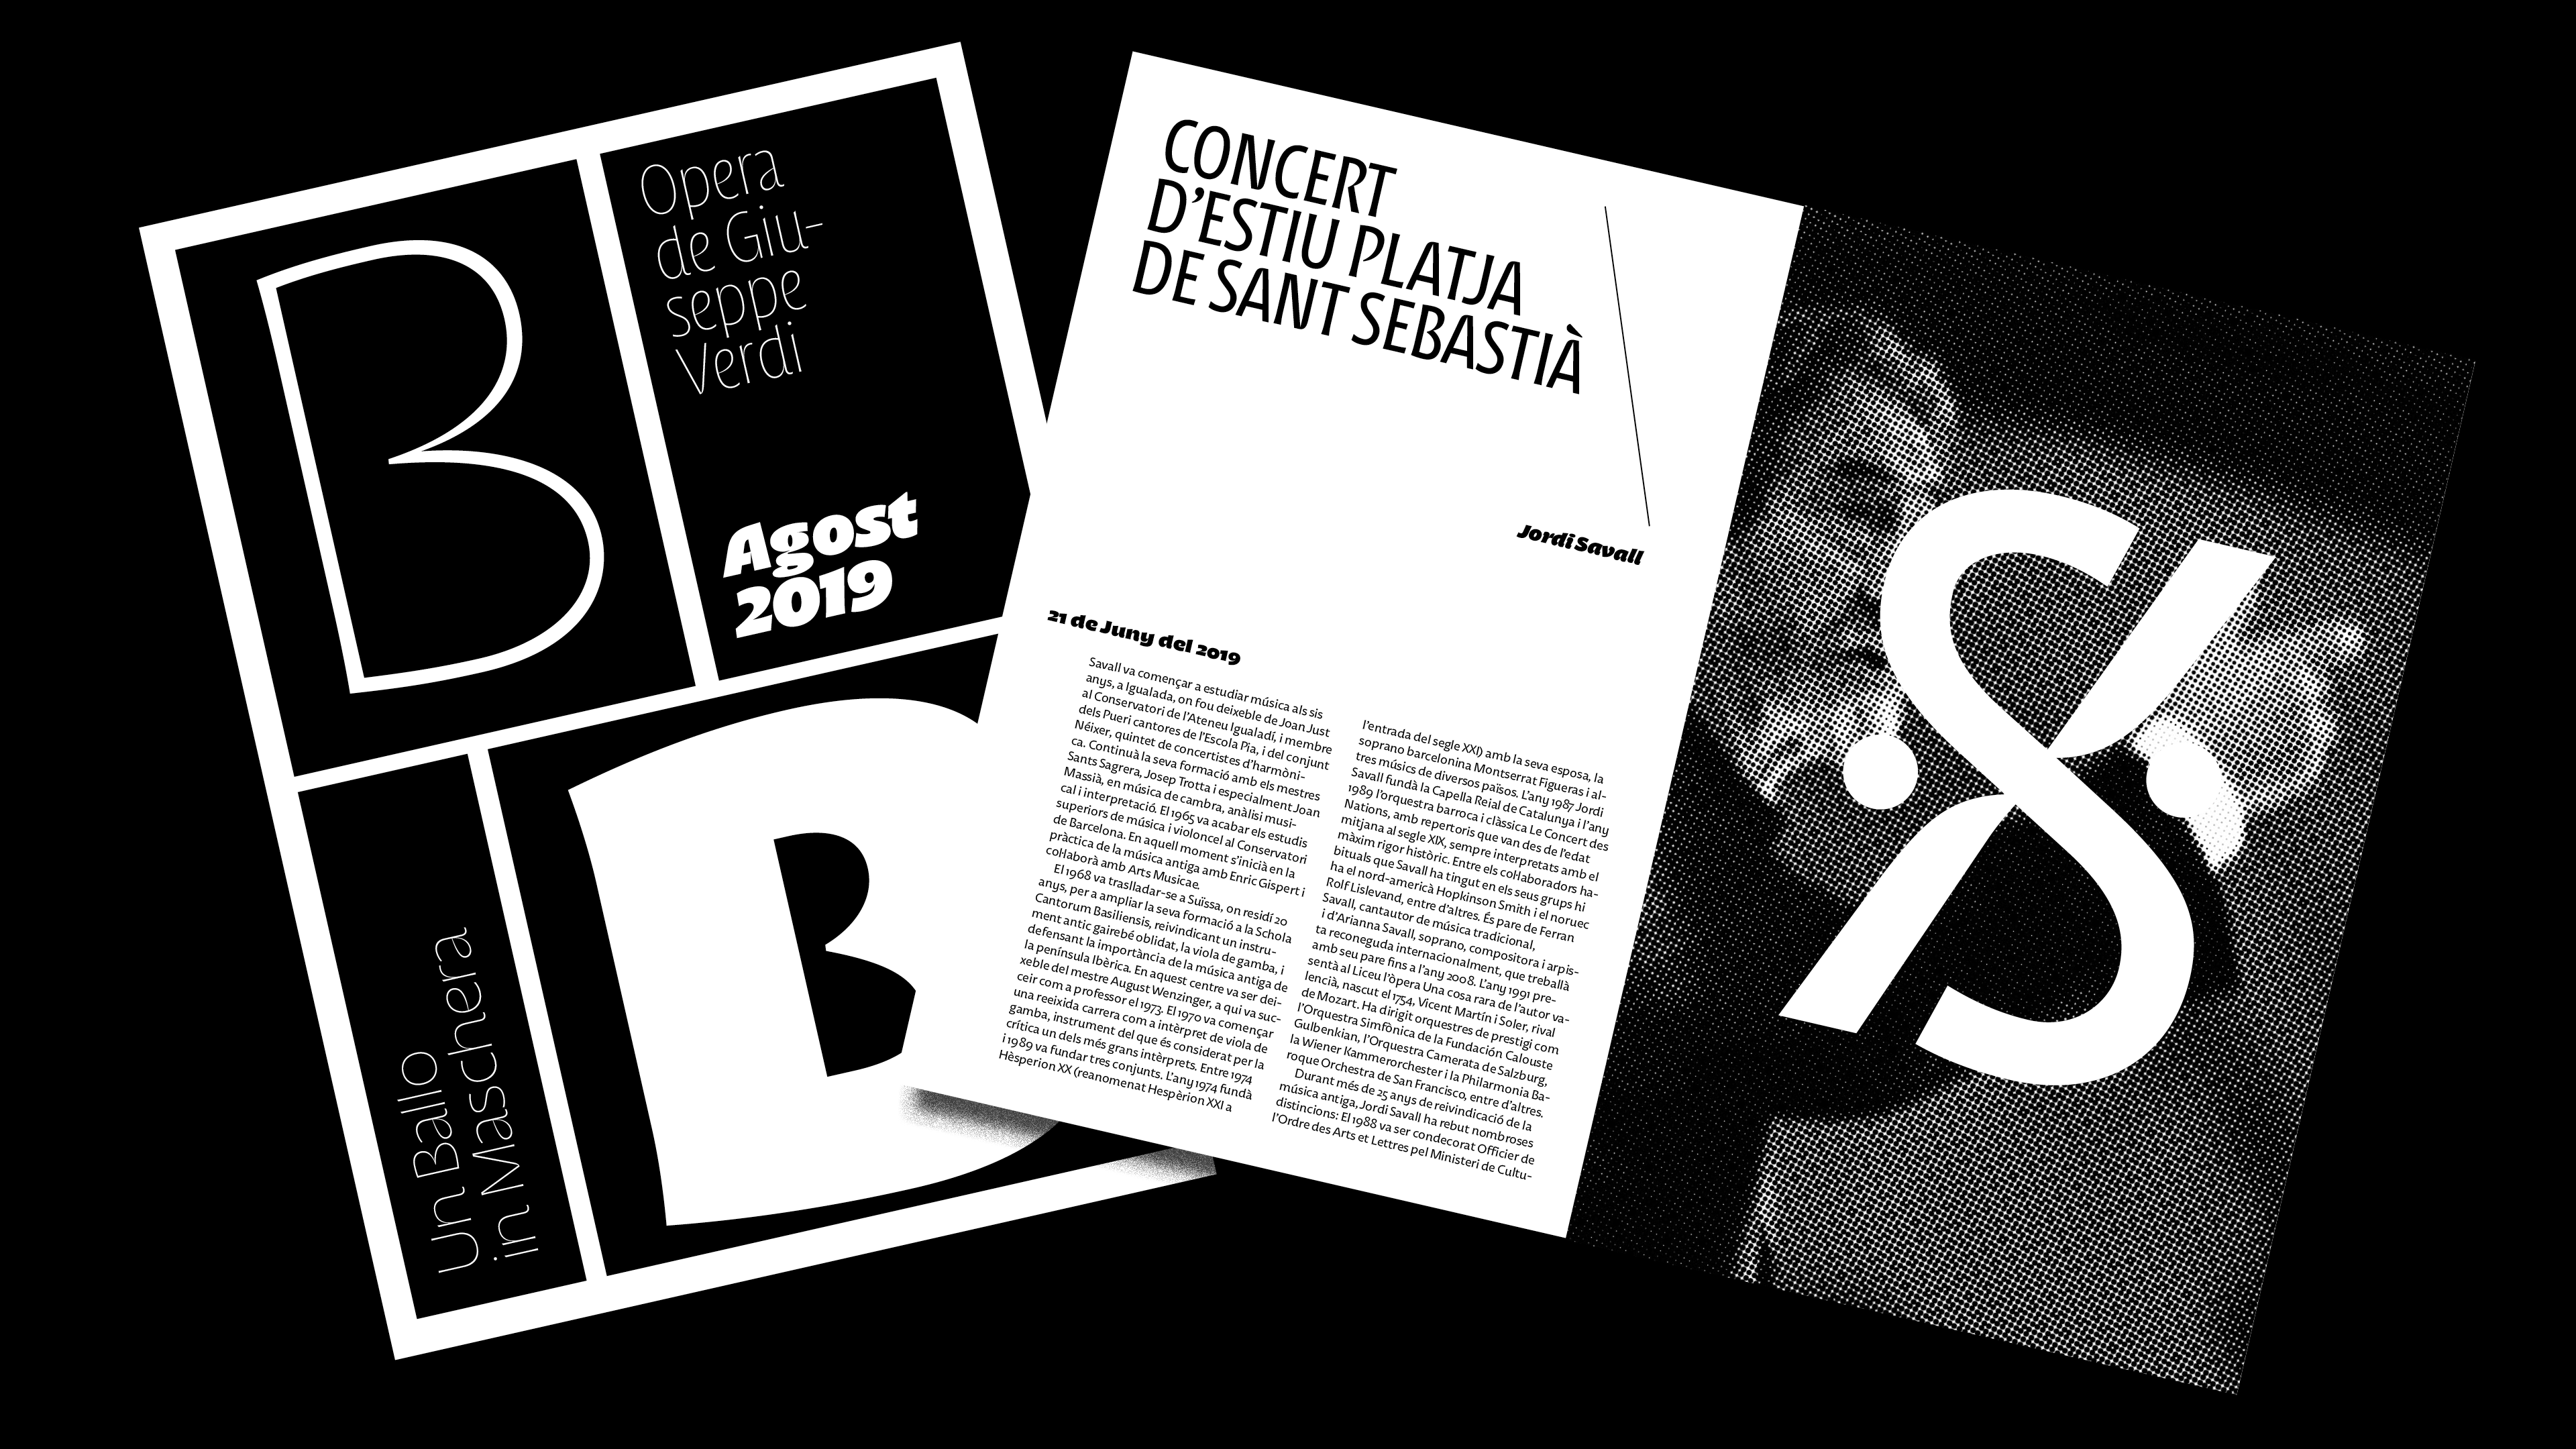 B
Opera
de Giu-
seppe
Verdi
Agost
2019
Un Ballo
in Maschera
B
CONCERT
D'ESTIU PLATJA
DE SANT SEBASTIÀ
Jordi Savall
21 de Juny del 2019
Savall va començar a estudiar música als sis
anys, a Igualada, on fou deixeble de Joan Just
al Conservatori de l'Ateneu Igualadí, i membre
dels Pueri cantores de l'Escola Pia, i del conjunt
Néixer, quintet de concertistes d'harmòni-
ca. Continuà la seva formació amb els mestres
Sants Sagrera, Josep Trotta i especialment Joan
Massià, en música de cambra, anàlisi musi-
cal i interpretació. El 1965 va acabar els estudis
superiors de música i violoncel al Conservatori
de Barcelona. En aquell moment s'inicià en la
pràctica de la música antiga amb Enric Gispert i
col·laborà amb Arts Musicae.
El 1968 va traslladar-se a Suïssa, on residí 20
anys, per a ampliar la seva formació a la Schola
Cantorum Basiliensis, reivindicant un instru-
ment antic gairebé oblidat, la viola de gamba, i
defensant la importància de la música antiga de
la península Ibèrica. En aquest centre va ser dei-
xeble del mestre August Wenzinger, a qui va suc-
ceir com a professor el 1973. El 1970 va començar
una reeixida carrera com a intèrpret de viola de
gamba, instrument del que és considerat per la
crítica un dels més grans intèrprets. Entre 1974
i 1989 va fundar tres conjunts. L'any 1974 fundà
Hèsperion XX (reanomenat Hespèrion XXI a
l'entrada del segle XXI) amb la seva esposa, la
soprano barcelonina Montserrat Figueras i al-
tres músics de diversos països. L'any 1987 Jordi
Savall fundà la Capella Reial de Catalunya i l'any
1989 l'orquestra barroca i clàssica Le Concert des
Nations, amb repertoris que van des de l'edat
mitjana al segle XIX, sempre interpretats amb el
màxim rigor històric. Entre els col·laboradors ha-
bituals que Savall ha tingut en els seus grups hi
ha el nord-americà Hopkinson Smith i el noruec
Rolf Lislevand, entre d'altres. És pare de Ferran
Savall, cantautor de música tradicional,
i d'Arianna Savall, soprano, compositora i arpis-
ta reconeguda internacionalment, que treballà
amb seu pare fins a l'any 2008. L'any 1991 pre-
sentà al Liceu l'òpera Una cosa rara de l'autor va-
lencià, nascut el 1754, Vicent Martín i Soler, rival
de Mozart. Ha dirigit orquestres de prestigi com
l'Orquestra Simfònica de la Fundación Calouste
Gulbenkian, l'Orquestra Camerata de Salzburg,
la Wiener Kammerorchester i la Philarmonia Ba-
roque Orchestra de San Francisco, entre d'altres.
Durant més de 25 anys de reivindicació de la
música antiga, Jordi Savall ha rebut nombroses
distincions: El 1988 va ser condecorat Officier de
l'Ordre des Arts et Lettres pel Ministeri de Cultu-